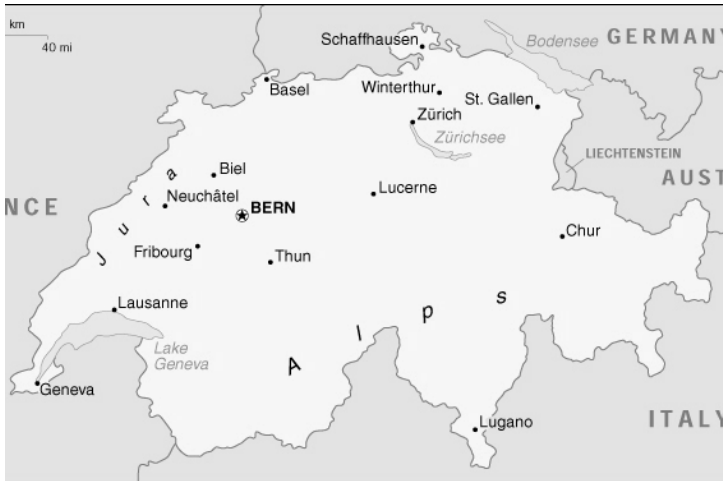 km
40 mi
Schaffhausen
Bodensee
GERMANY
Basel
Winterthur
St. Gallen
Zürich
Zürichsee
LIECHTENSTEIN
AUST
Biel
Jura
Neuchâtel
NCE
BERN
Lucerne
Chur
Fribourg
Thun
Lausanne
Alps
Lake
Geneva
Geneva
Lugano
ITALY